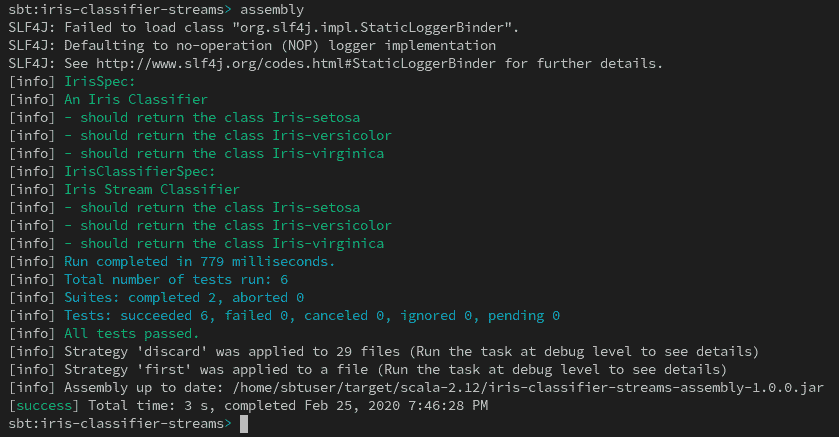 sbt:iris-classifier-streams> assembly
SLF4J: Failed to load class "org.slf4j.impl.StaticLoggerBinder".
SLF4J: Defaulting to no-operation (NOP) logger implementation
SLF4J: See http://www.slf4j.org/codes.html#StaticLoggerBinder for further details.
[info] IrisSpec:
[info] An Iris Classifier
[info] - should return the class Iris-setosa
[info] - should return the class Iris-versicolor
[info] - should return the class Iris-virginica
[info] IrisClassifierSpec:
[info] Iris Stream Classifier
[info] - should return the class Iris-setosa
[info] - should return the class Iris-versicolor
[info] - should return the class Iris-virginica
[info] Run completed in 779 milliseconds.
[info] Total number of tests run: 6
[info] Suites: completed 2, aborted 0
[info] Tests: succeeded 6, failed 0, canceled 0, ignored 0, pending 0
[info] All tests passed.
[info] Strategy 'discard' was applied to 29 files (Run the task at debug level to see details)
[info] Strategy 'first' was applied to a file (Run the task at debug level to see details)
[info] Assembly up to date: /home/sbtuser/target/scala-2.12/iris-classifier-streams-assembly-1.0.0.jar
[success] Total time: 3 s, completed Feb 25, 2020 7:46:28 PM
sbt:iris-classifier-streams>